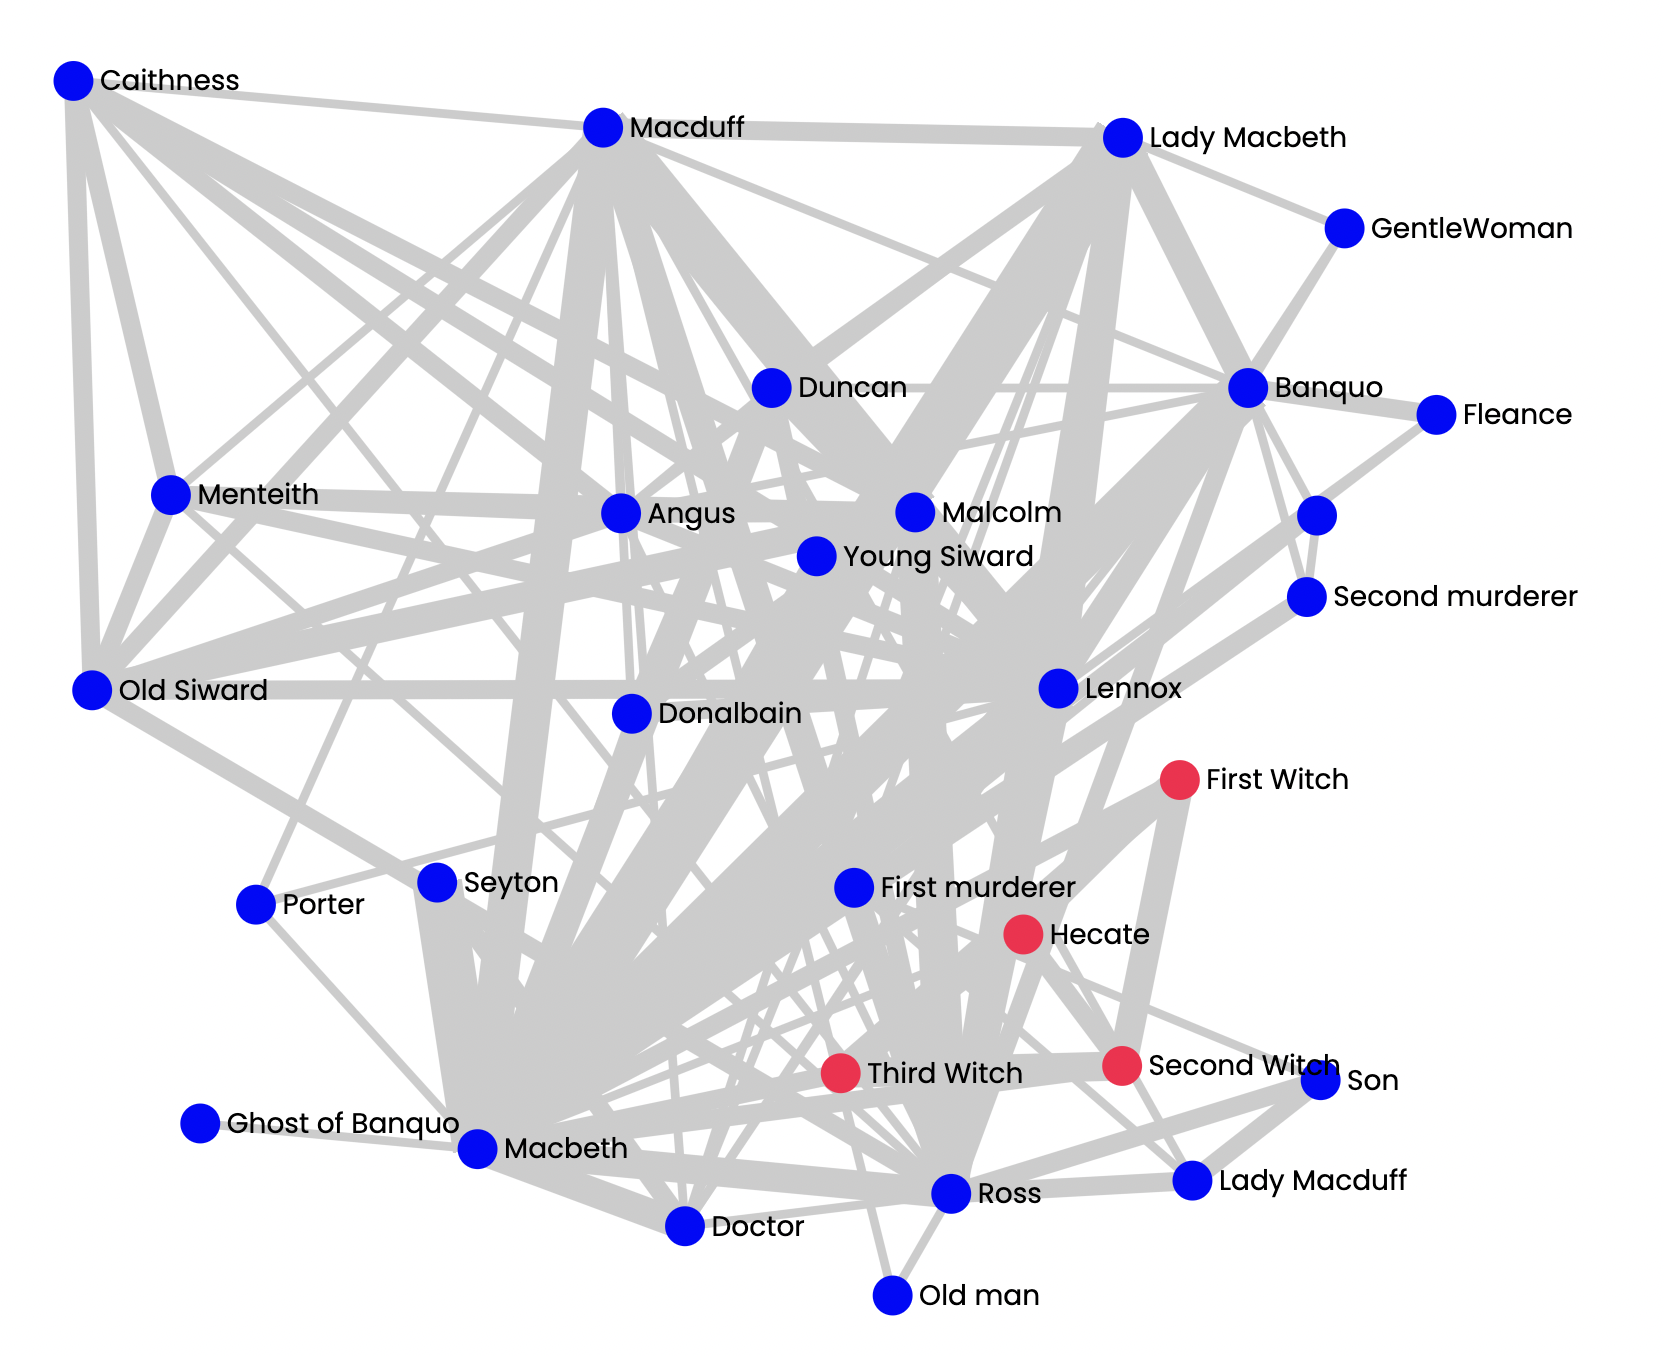 Caithness
Macduff
Lady Macbeth
GentleWoman
Duncan
Banquo
Fleance
Menteith
Angus
Malcolm
Young Siward
Second murderer
Old Siward
Donalbain
Lennox
First Witch
Seyton
Porter
First murderer
Hecate
Third Witch
Second Witch
Son
Ghost of Banquo
Macbeth
Ross
Lady Macduff
Doctor
Old man